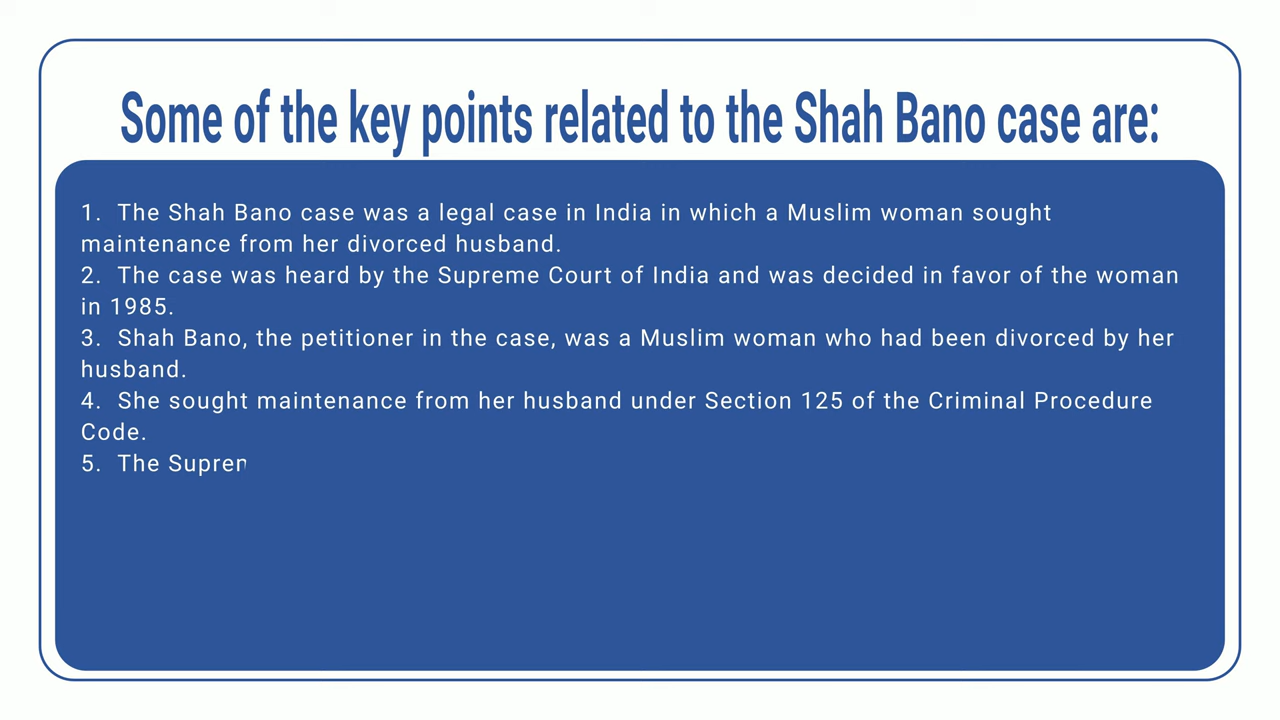 Some of the key points related to the Shah Bano case are:
1. The Shah Bano case was a legal case in India in which a Muslim woman sought
maintenance from her divorced husband.
2. The case was heard by the Supreme Court of India and was decided in favor of the woman
in 1985.
3. Shah Bano, the petitioner in the case, was a Muslim woman who had been divorced by her
husband.
4. She sought maintenance from her husband under Section 125 of the Criminal Procedure
Code.
5. The